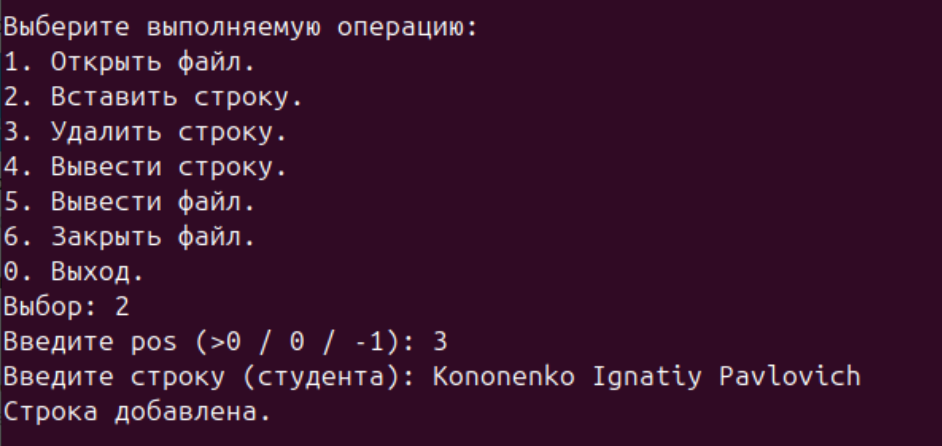 Выберите выполняемую операцию:
1. Открыть файл.
2. Вставить строку.
3. Удалить строку.
4. Вывести строку.
5. Вывести файл.
6. Закрыть файл.
0. Выход.
Выбор: 2
Введите pos (>0 / 0 / -1): 3
Введите строку (студента): Kononenko Ignatiy Pavlovich
Строка добавлена.